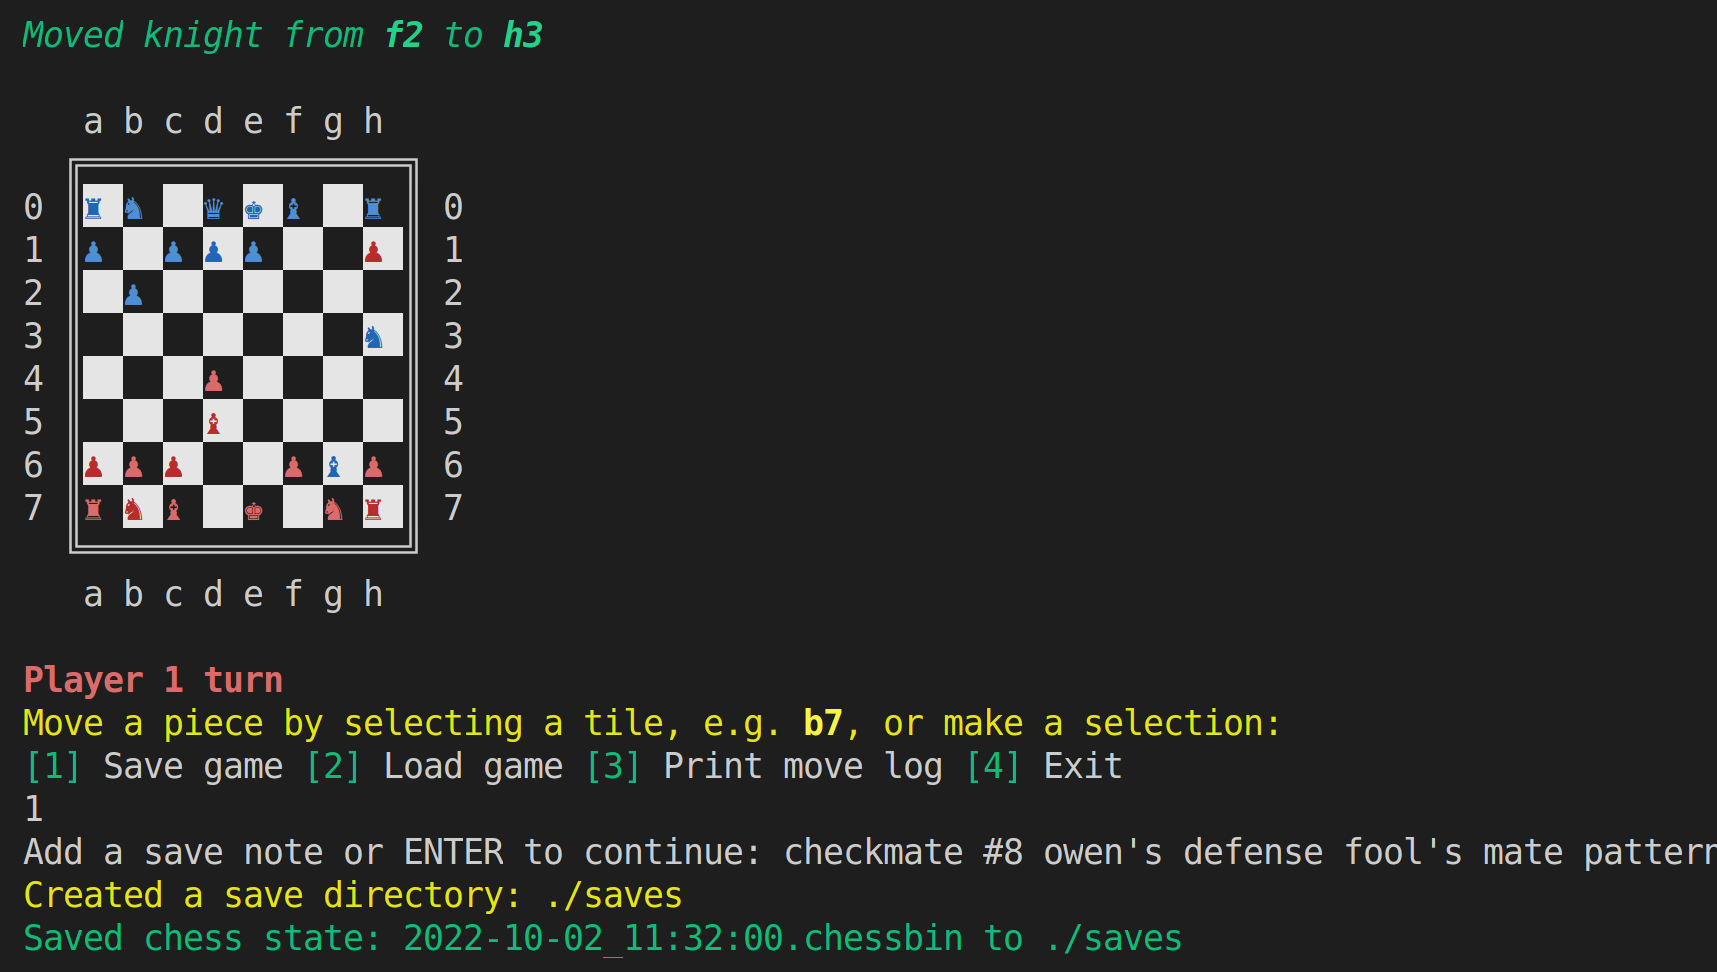 Moved knight from f2 to h3
a b c d e f g h
0 ♜ ♞ ♛ ♚ ♝ ♜ 0
1 ♟ ♟ ♟ ♟ ♟ 1
2 ♟ 2
3 ♞ 3
4 ♟ 4
5 ♝ 5
6 ♟ ♟ ♟ ♟ ♝ ♟ 6
7 ♜ ♞ ♝ ♚ ♞ ♜ 7
a b c d e f g h
Player 1 turn
Move a piece by selecting a tile, e.g. b7, or make a selection:
[1] Save game [2] Load game [3] Print move log [4] Exit
1
Add a save note or ENTER to continue: checkmate #8 owen's defense fool's mate pattern
Created a save directory: ./saves
Saved chess state: 2022-10-02_11:32:00.chessbin to ./saves